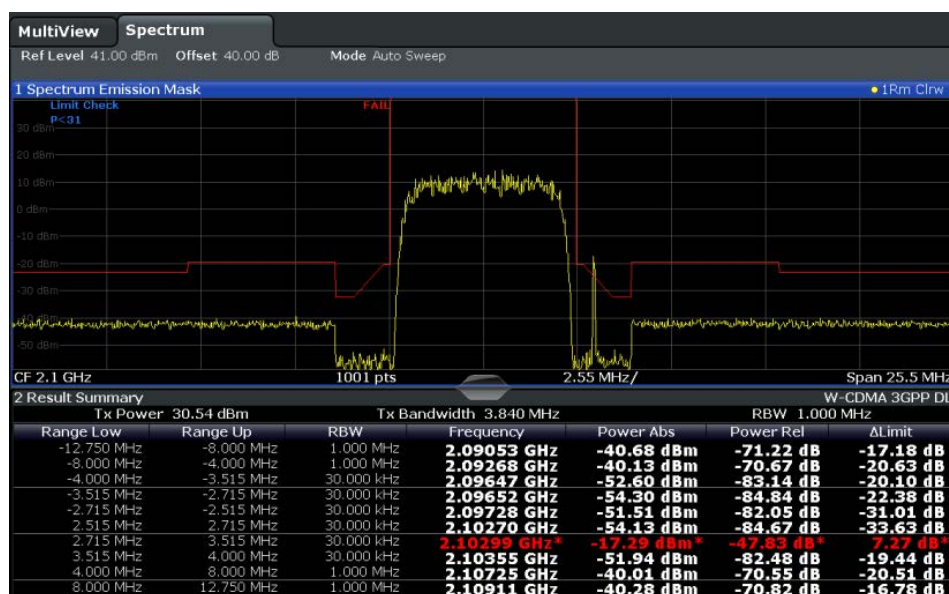 MultiView Spectrum
Ref Level 41.00 dBm Offset 40.00 dB Mode Auto Sweep
1 Spectrum Emission Mask 1Rm Clrw
Limit Check FAIL
P<31
30 dBm
20 dBm
10 dBm
0 dBm
-10 dBm
-20 dBm
-30 dBm
-40 dBm
-50 dBm
CF 2.1 GHz 1001 pts 2.55 MHz/ Span 25.5 MHz
2 Result Summary W-CDMA 3GPP DL
Tx Power 30.54 dBm Tx Bandwidth 3.840 MHz RBW 1.000 MHz
Range Low Range Up RBW Frequency Power Abs Power Rel ΔLimit
-12.750 MHz -8.000 MHz 1.000 MHz 2.09053 GHz -40.68 dBm -71.22 dB -17.18 dB
-8.000 MHz -4.000 MHz 1.000 MHz 2.09268 GHz -40.13 dBm -70.67 dB -20.63 dB
-4.000 MHz -3.515 MHz 30.000 kHz 2.09647 GHz -52.60 dBm -83.14 dB -20.10 dB
-3.515 MHz -2.715 MHz 30.000 kHz 2.09652 GHz -54.30 dBm -84.84 dB -22.38 dB
-2.715 MHz -2.515 MHz 30.000 kHz 2.09728 GHz -51.51 dBm -82.05 dB -31.01 dB
2.515 MHz 2.715 MHz 30.000 kHz 2.10270 GHz -54.13 dBm -84.67 dB -33.63 dB
2.715 MHz 3.515 MHz 30.000 kHz 2.10299 GHz* -17.29 dBm* -47.83 dB* 7.27 dB*
3.515 MHz 4.000 MHz 30.000 kHz 2.10355 GHz -51.94 dBm -82.48 dB -19.44 dB
4.000 MHz 8.000 MHz 1.000 MHz 2.10725 GHz -40.01 dBm -70.55 dB -20.51 dB
8.000 MHz 12.750 MHz 1.000 MHz 2.10911 GHz -40.28 dBm -70.82 dB -16.78 dB